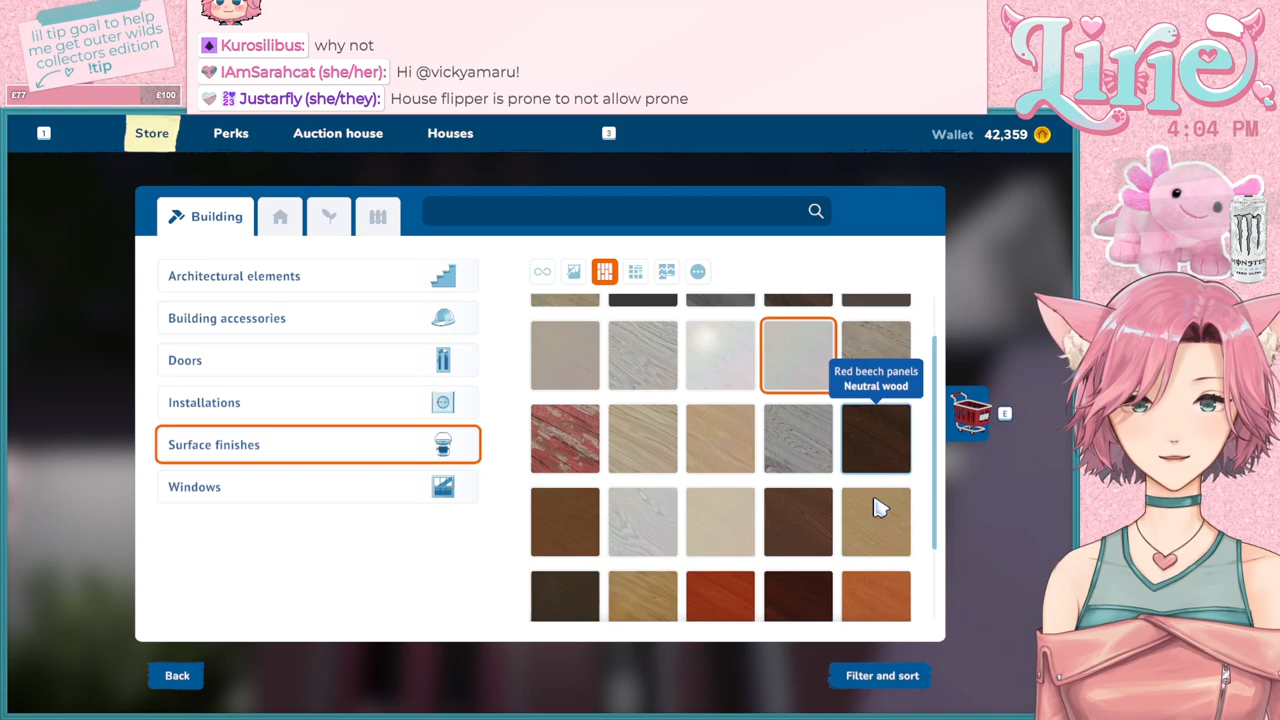 lil tip goal to help
me get outer wilds
collectors edition
!tip
£77
£100
Kurosilibus: why not
IAmSarahcat (she/her): Hi @vickyamaru!
Justarfly (she/they): House flipper is prone to not allow prone
Lirie
4:04 PM
1
Store
Perks
Auction house
Houses
3
Wallet 42,359
Building
Architectural elements
Building accessories
Doors
Installations
Surface finishes
Windows
Red beech panels
Neutral wood
E
MONSTER
Back
Filter and sort